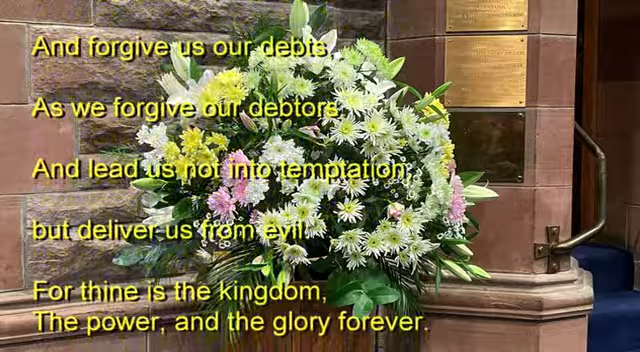 And forgive us our debts,
As we forgive our debtors.
And lead us not into temptation,
but deliver us from evil.
For thine is the kingdom,
The power, and the glory forever.